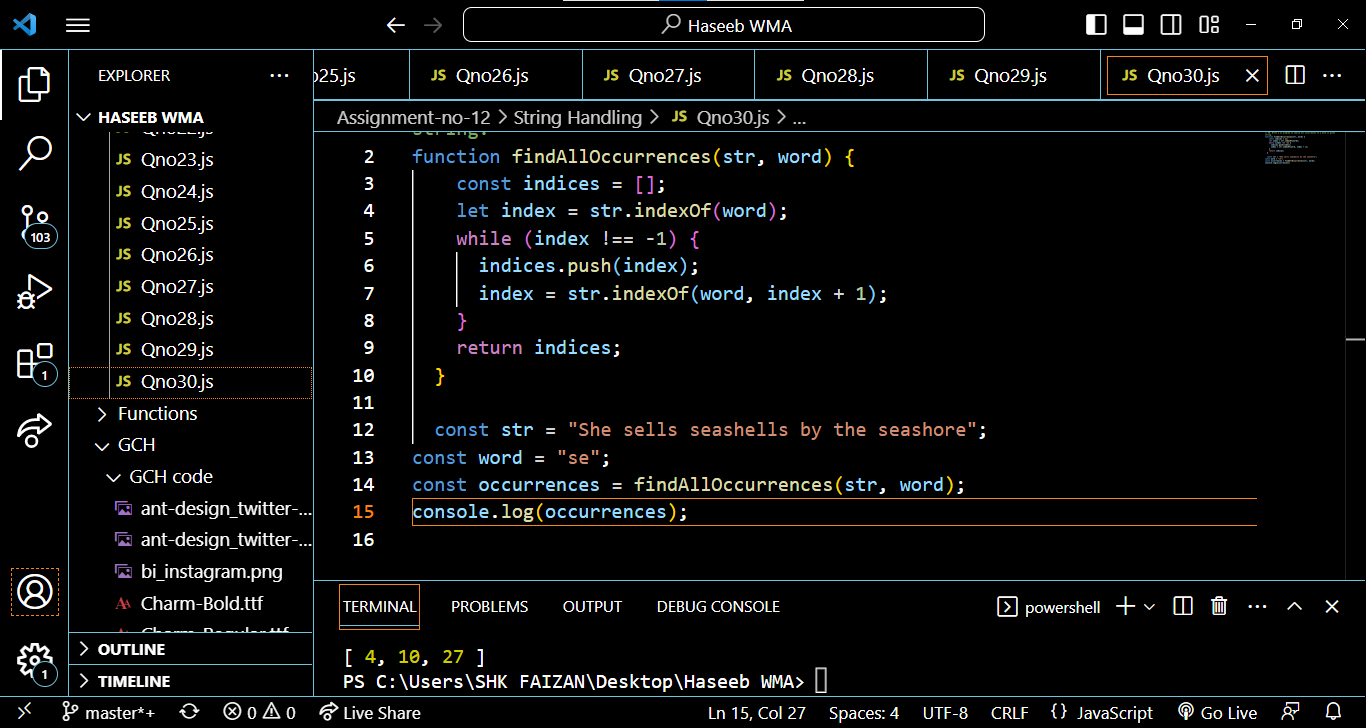 Haseeb WMA
EXPLORER
HASEEB WMA
Qno23.js
JS Qno24.js
JS Qno25.js
JS Qno26.js
JS Qno27.js
JS Qno28.js
JS Qno29.js
JS Qno30.js
Functions
GCH
GCH code
ant-design_twitter-...
ant-design_twitter-...
bi_instagram.png
Charm-Bold.ttf
Charm-Regular.ttf
OUTLINE
TIMELINE
103
1
1
25.js
JS Qno26.js
JS Qno27.js
JS Qno28.js
JS Qno29.js
JS Qno30.js
Assignment-no-12 > String Handling > JS Qno30.js > ...
string.
2 function findAllOccurrences(str, word) {
3 const indices = [];
4 let index = str.indexOf(word);
5 while (index !== -1) {
6 indices.push(index);
7 index = str.indexOf(word, index + 1);
8 }
9 return indices;
10 }
11
12 const str = "She sells seashells by the seashore";
13 const word = "se";
14 const occurrences = findAllOccurrences(str, word);
15 console.log(occurrences);
16
TERMINAL PROBLEMS OUTPUT DEBUG CONSOLE powershell
[ 4, 10, 27 ]
PS C:\Users\SHK FAIZAN\Desktop\Haseeb WMA>
master*+ 0 0 Live Share Ln 15, Col 27 Spaces: 4 UTF-8 CRLF {} JavaScript Go Live